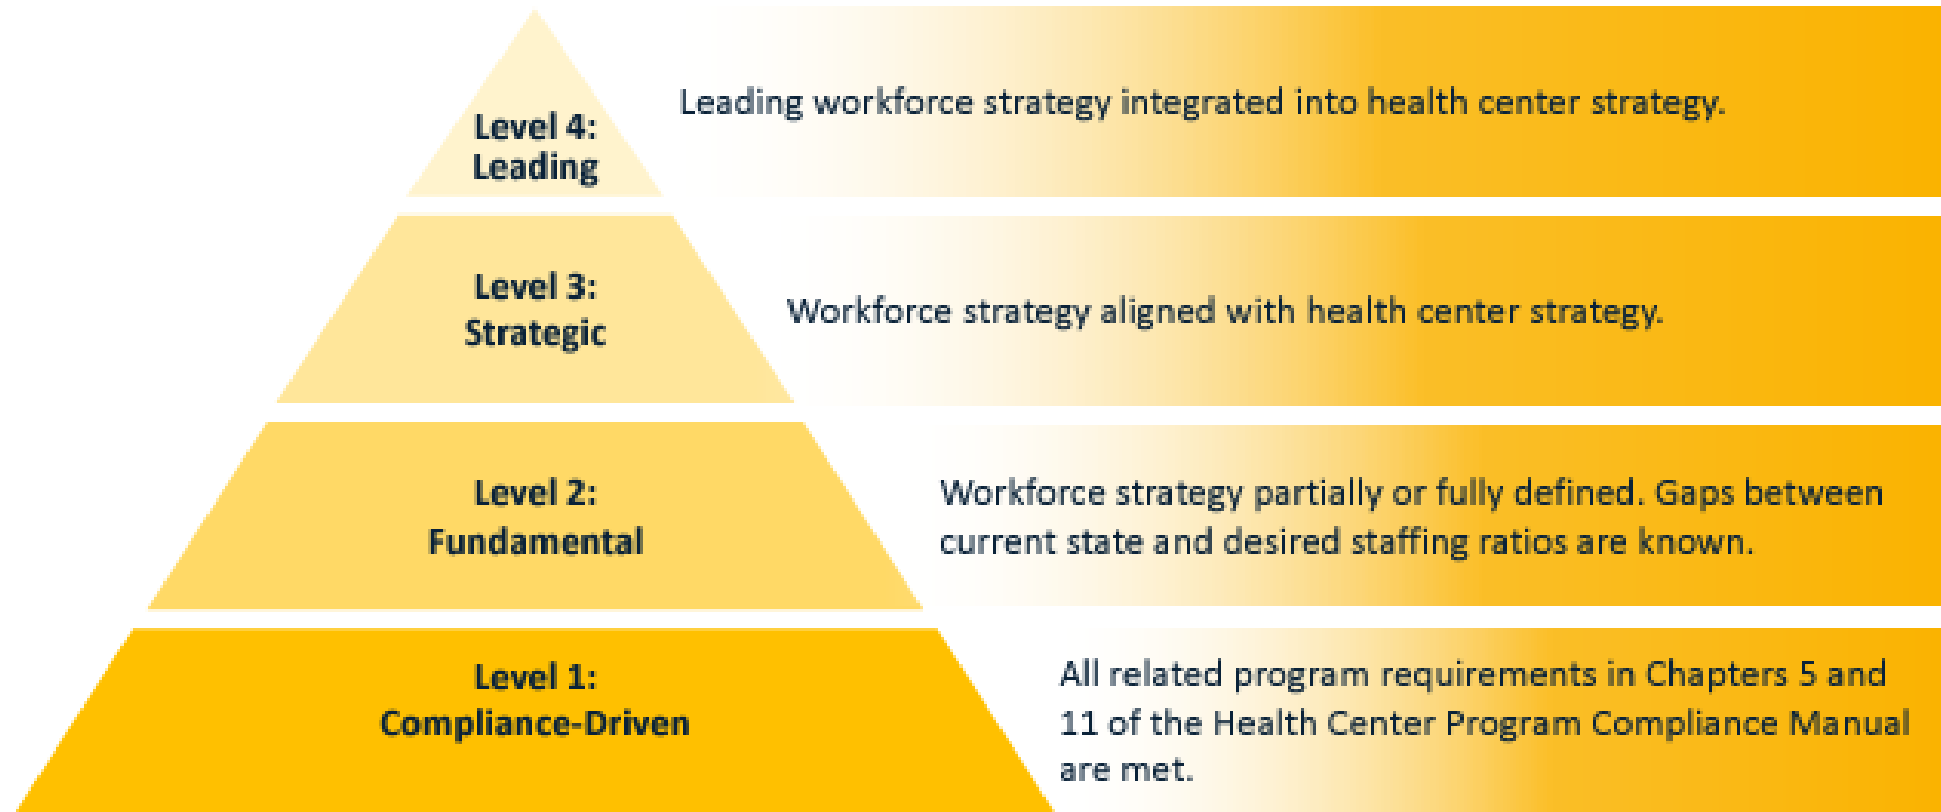 Level 4:
Leading
Leading workforce strategy integrated into health center strategy.
Level 3:
Strategic
Workforce strategy aligned with health center strategy.
Level 2:
Fundamental
Workforce strategy partially or fully defined. Gaps between
current state and desired staffing ratios are known.
Level 1:
Compliance-Driven
All related program requirements in Chapters 5 and
11 of the Health Center Program Compliance Manual
are met.